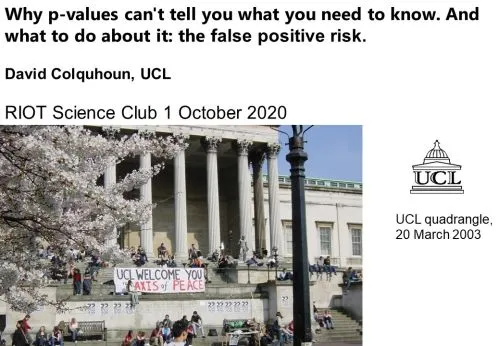 Why p-values can't tell you what you need to know. And
what to do about it: the false positive risk.
David Colquhoun, UCL
RIOT Science Club 1 October 2020
UCL
UCL quadrangle,
20 March 2003
UCL WELCOME YOU
AXIS of PEACE